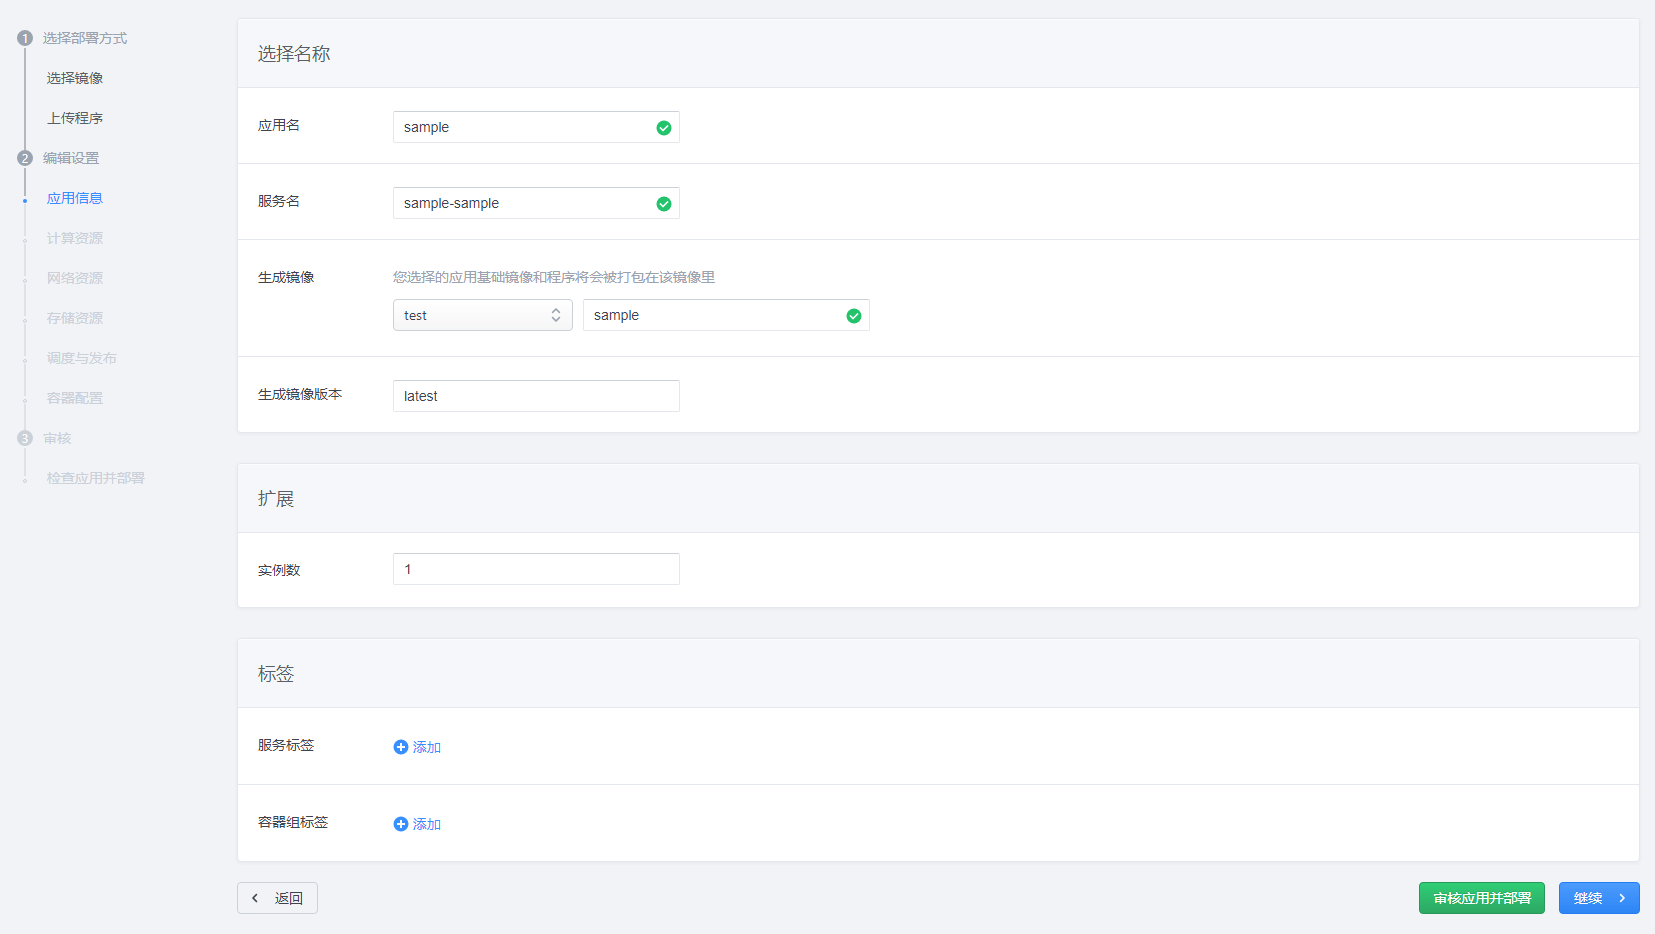 1 选择部署方式
选择镜像
上传程序
2 编辑设置
应用信息
计算资源
网络资源
存储资源
调度与发布
容器配置
3 审核
检查应用并部署
选择名称
应用名 sample
服务名 sample-sample
生成镜像 您选择的应用基础镜像和程序将会被打包在该镜像里
test sample
生成镜像版本 latest
扩展
实例数 1
标签
服务标签 添加
容器组标签 添加
返回 审核应用并部署 继续